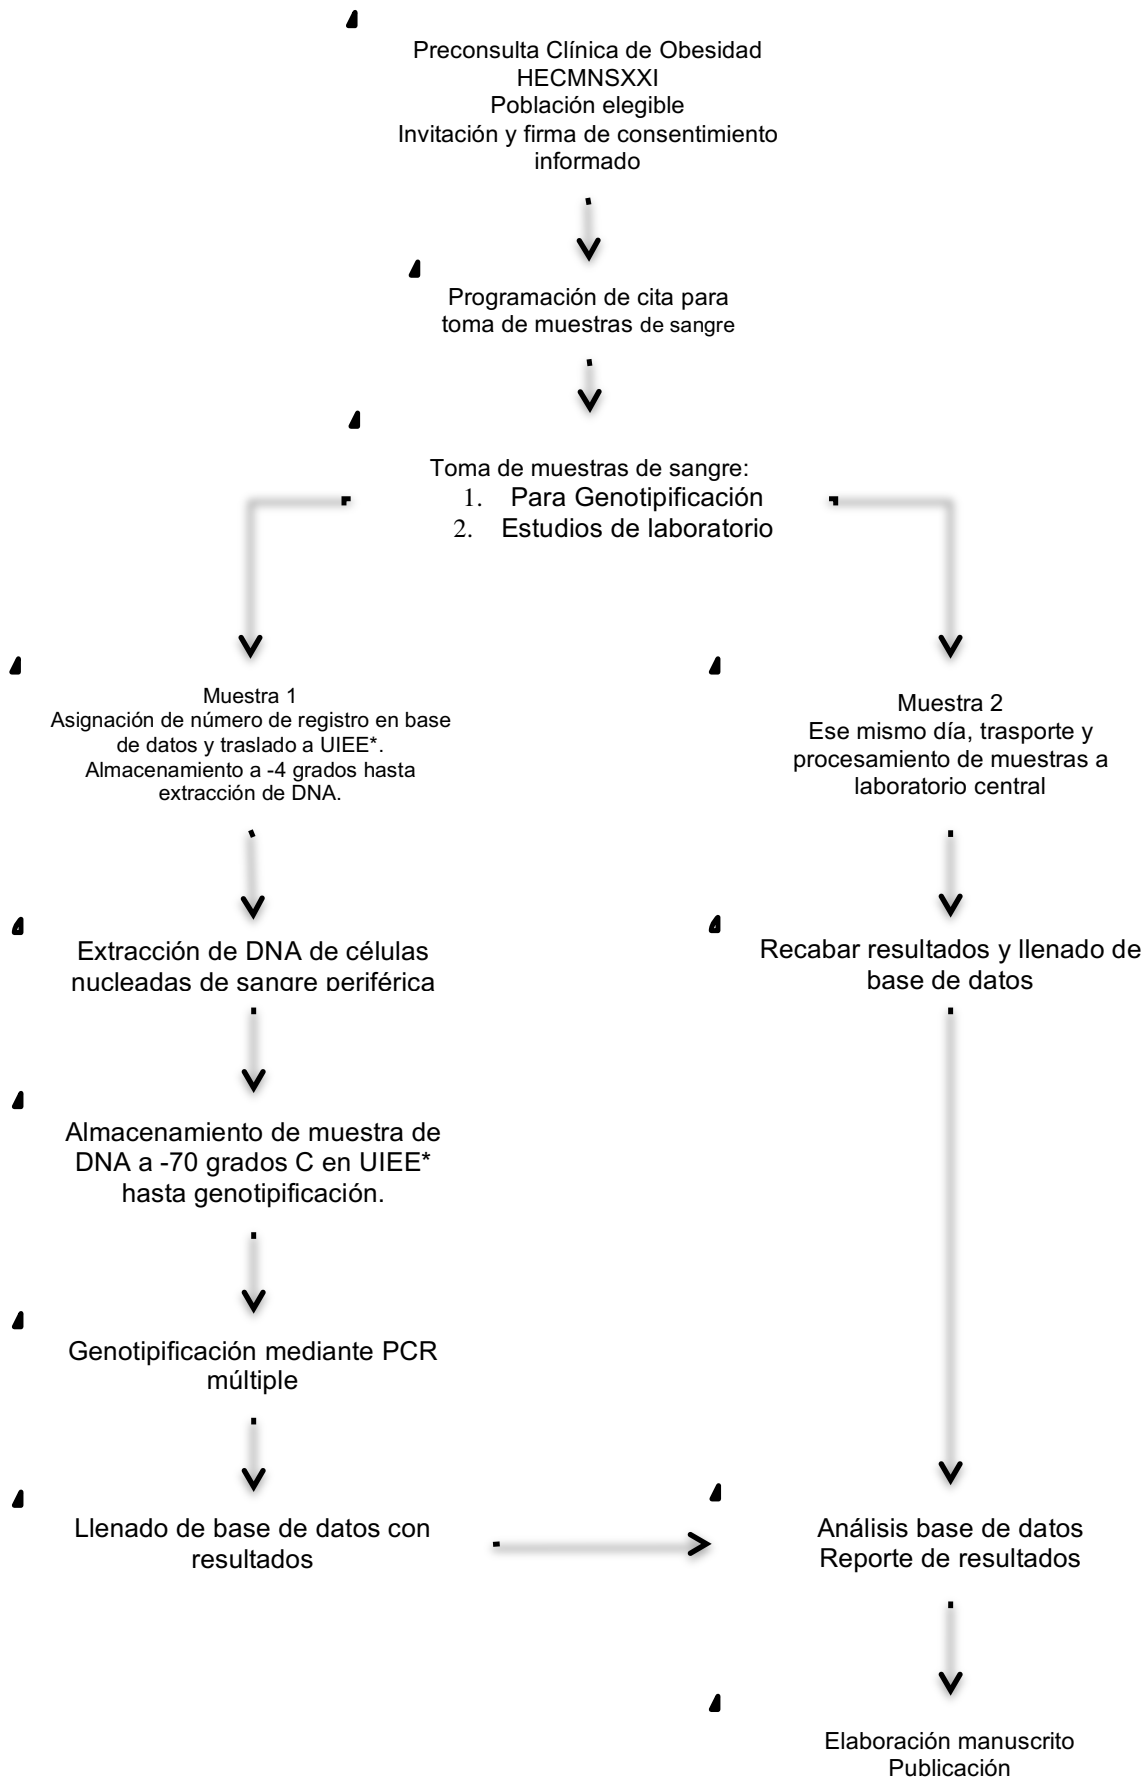 Preconsulta Clínica de Obesidad
HECMNSXXI
Población elegible
Invitación y firma de consentimiento
informado
Programación de cita para
toma de muestras de sangre
Toma de muestras de sangre:
1. Para Genotipificación
2. Estudios de laboratorio
Muestra 1
Asignación de número de registro en base
de datos y traslado a UIEE*.
Almacenamiento a -4 grados hasta
extracción de DNA.
Muestra 2
Ese mismo día, trasporte y
procesamiento de muestras a
laboratorio central
Extracción de DNA de células
nucleadas de sangre periférica
Recabar resultados y llenado de
base de datos
Almacenamiento de muestra de
DNA a -70 grados C en UIEE*
hasta genotipificación.
Genotipificación mediante PCR
múltiple
Llenado de base de datos con
resultados
Análisis base de datos
Reporte de resultados
Elaboración manuscrito
Publicación